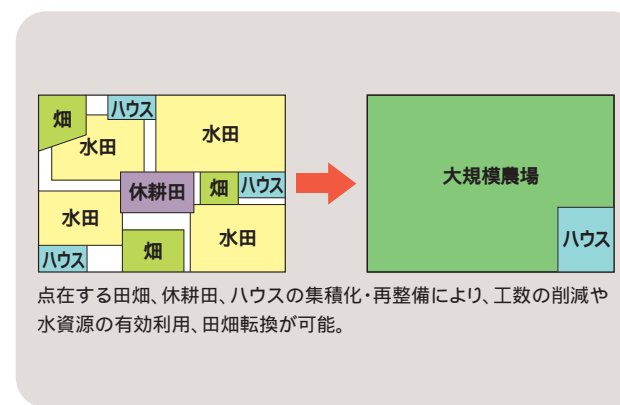 畑
ハウス
水田
水田
休耕田
畑
ハウス
水田
畑
水田
ハウス
大規模農場
ハウス
点在する田畑、休耕田、ハウスの集積化・再整備により、工数の削減や
水資源の有効利用、田畑転換が可能。